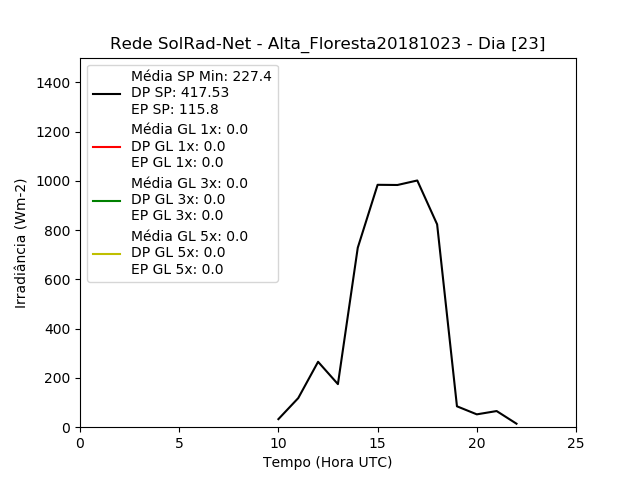 Rede SolRad-Net - Alta_Floresta20181023 - Dia [23]
Irradiância (Wm-2)
1400
1200
1000
800
600
400
200
0
Média SP Min: 227.4
DP SP: 417.53
EP SP: 115.8
Média GL 1x: 0.0
DP GL 1x: 0.0
EP GL 1x: 0.0
Média GL 3x: 0.0
DP GL 3x: 0.0
EP GL 3x: 0.0
Média GL 5x: 0.0
DP GL 5x: 0.0
EP GL 5x: 0.0
0 5 10 15 20 25
Tempo (Hora UTC)